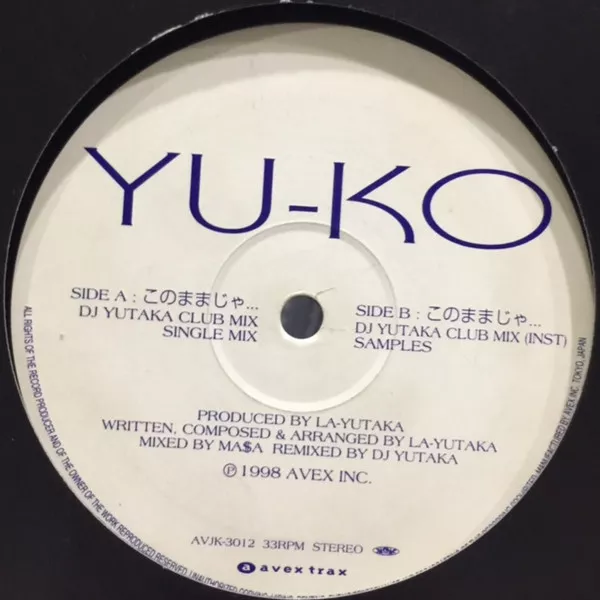 YU-KO
SIDE A : このままじゃ...
DJ YUTAKA CLUB MIX
SINGLE MIX
SIDE B : このままじゃ...
DJ YUTAKA CLUB MIX (INST)
SAMPLES
PRODUCED BY LA-YUTAKA
WRITTEN, COMPOSED & ARRANGED BY LA-YUTAKA
MIXED BY MA$A REMIXED BY DJ YUTAKA
Ⓟ 1998 AVEX INC.
AVJK-3012 33RPM STEREO
a avex trax
ALL RIGHTS OF THE RECORD PRODUCER AND OF THE OWNER OF THE WORK REPRODUCED RESERVED. UNAUTHORIZED
MANUFACTURED BY AVEX INC. TOKYO, JAPAN